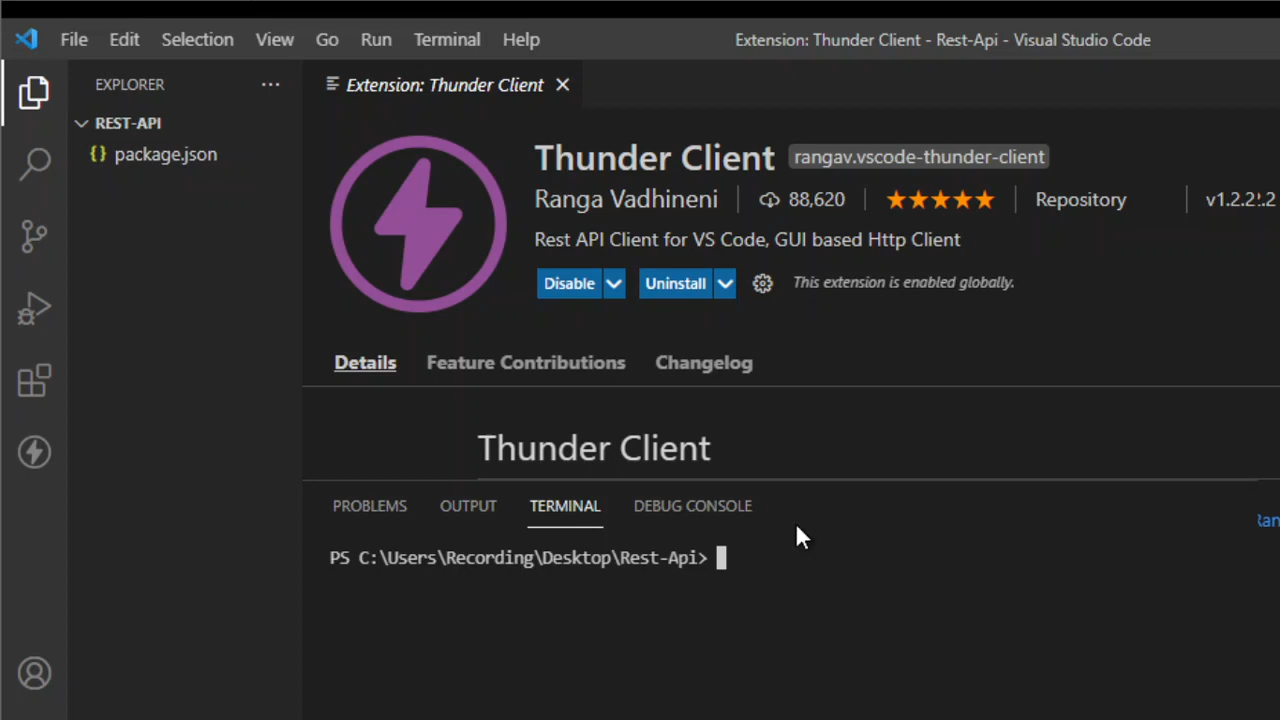 File Edit Selection View Go Run Terminal Help Extension: Thunder Client - Rest-Api - Visual Studio Code
EXPLORER ···
Extension: Thunder Client
REST-API
{} package.json
Thunder Client rangav.vscode-thunder-client
Ranga Vadhineni 88,620 Repository
Rest API Client for VS Code, GUI based Http Client
Disable Uninstall This extension is enabled globally.
Details Feature Contributions Changelog
Thunder Client
PROBLEMS OUTPUT TERMINAL DEBUG CONSOLE
PS C:\Users\Recording\Desktop\Rest-Api>